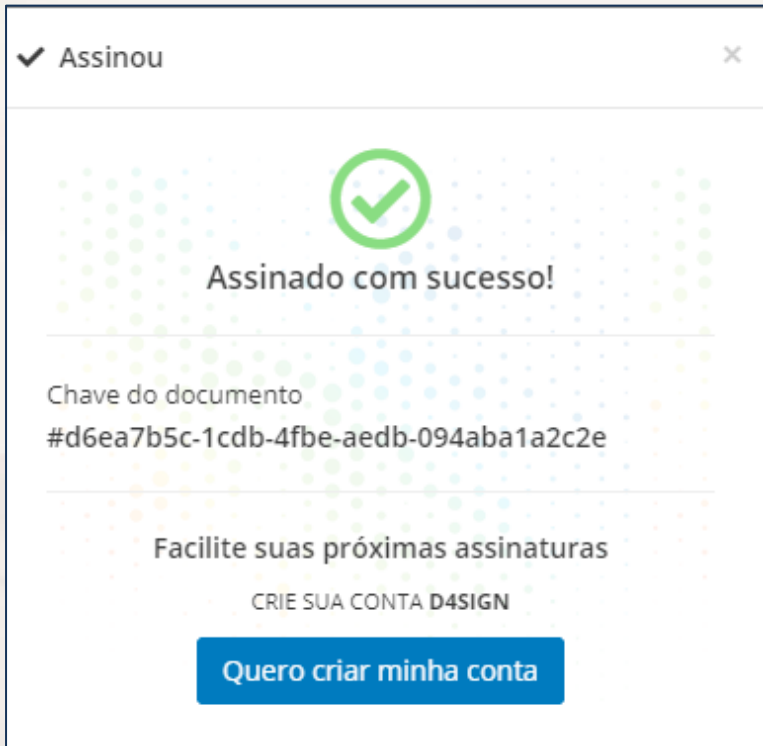 Assinou
Assinado com sucesso!
Chave do documento
#d6ea7b5c-1cdb-4fbe-aedb-094aba1a2c2e
Facilite suas próximas assinaturas
CRIE SUA CONTA D4SIGN
Quero criar minha conta